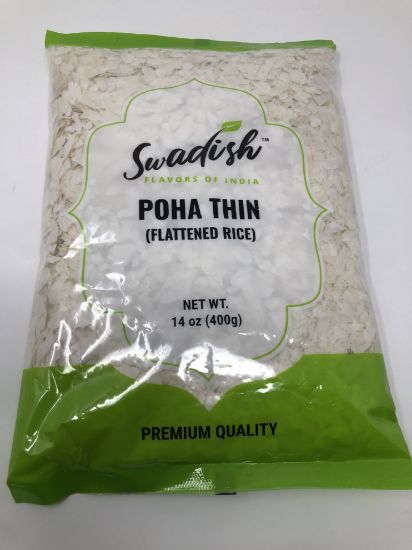 Swadish™
FLAVORS OF INDIA
POHA THIN
(FLATTENED RICE)
NET WT.
14 oz (400g)
PREMIUM QUALITY